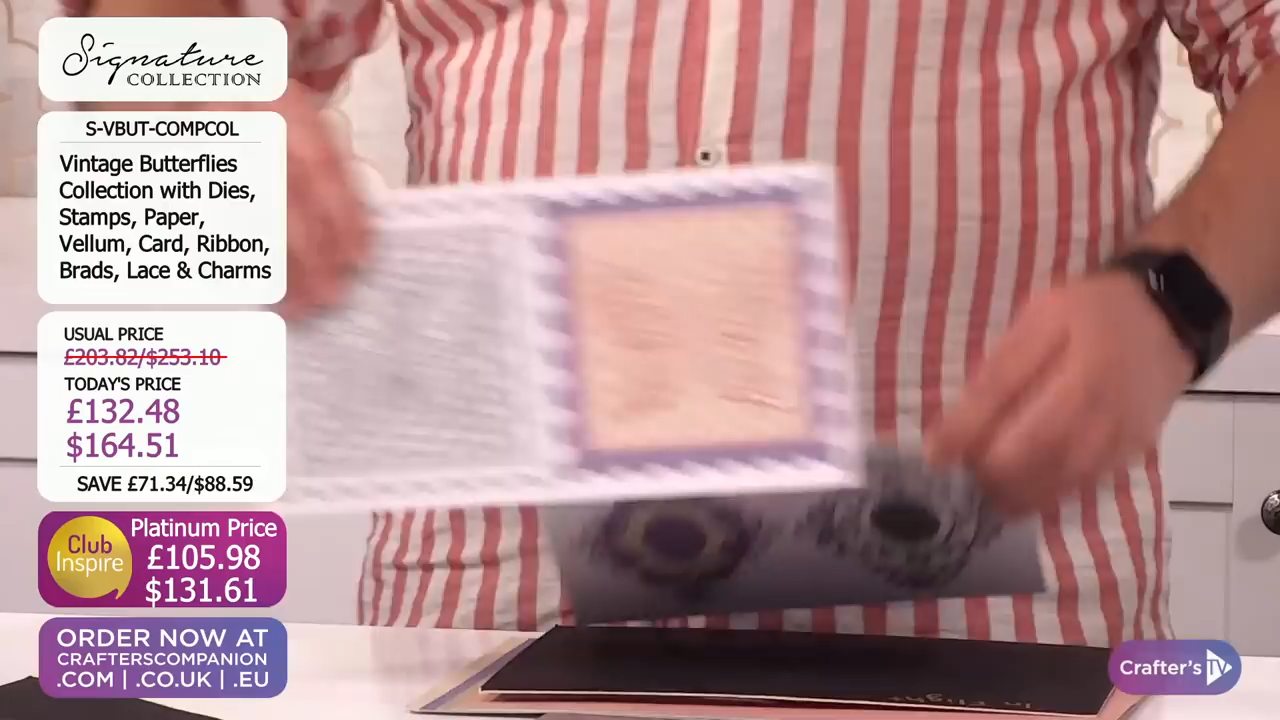 Signature
COLLECTION
S-VBUT-COMPCOL
Vintage Butterflies
Collection with Dies,
Stamps, Paper,
Vellum, Card, Ribbon,
Brads, Lace & Charms
USUAL PRICE
£203.82/$253.10
TODAY'S PRICE
£132.48
$164.51
SAVE £71.34/$88.59
Club
Inspire
Platinum Price
£105.98
$131.61
ORDER NOW AT
CRAFTERSCOMPANION
.COM | .CO.UK | .EU
In Flight
Crafter's TV